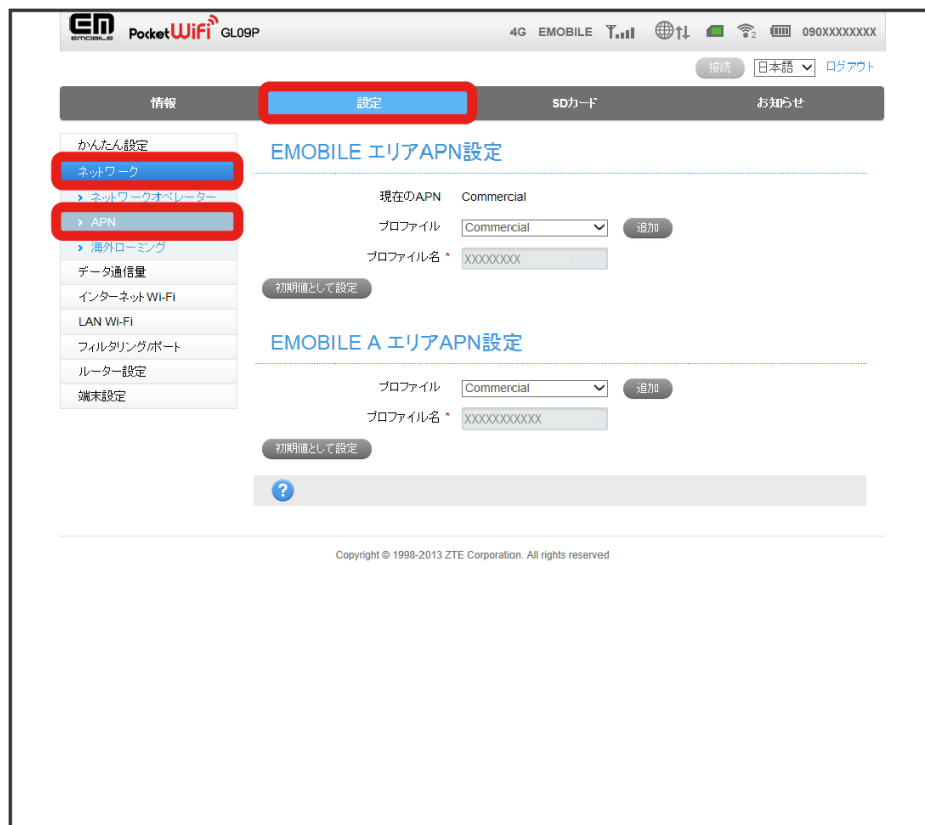 EM EMOBILE PocketWiFi GL09P 4G EMOBILE 2 090XXXXXXXX
接続 日本語 ログアウト
情報 設定 SDカード お知らせ
かんたん設定
ネットワーク
ネットワークオペレーター
APN
海外ローミング
データ通信量
インターネットWi-Fi
LAN Wi-Fi
フィルタリング/ポート
ルーター設定
端末設定
EMOBILE エリアAPN設定
現在のAPN Commercial
プロファイル Commercial 追加
プロファイル名 * XXXXXXXX
初期値として設定
EMOBILE A エリアAPN設定
プロファイル Commercial 追加
プロファイル名 * XXXXXXXXXXX
初期値として設定
?
Copyright © 1998-2013 ZTE Corporation. All rights reserved